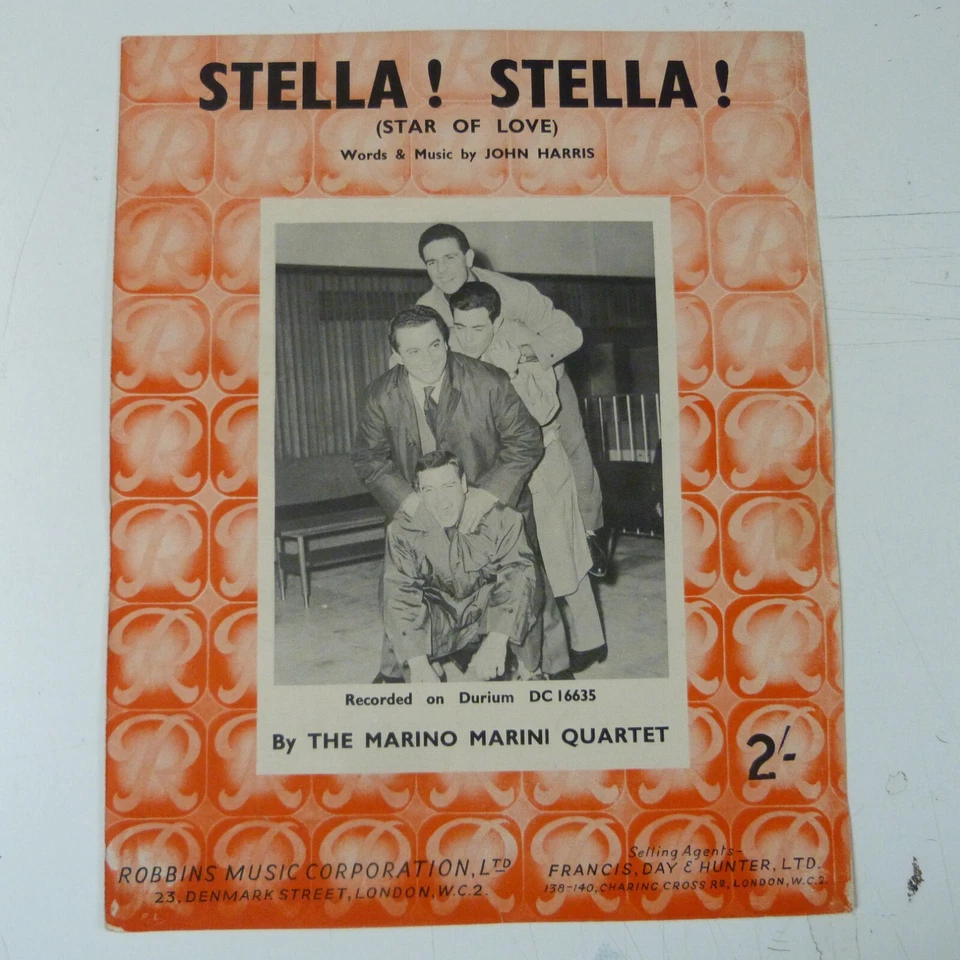 STELLA! STELLA!
(STAR OF LOVE)
Words & Music by JOHN HARRIS
Recorded on Durium DC 16635
By THE MARINO MARINI QUARTET
2/-
ROBBINS MUSIC CORPORATION, LTD
23, DENMARK STREET, LONDON, W.C.2.
Selling Agents-
FRANCIS, DAY & HUNTER, LTD.
138-140, CHARING CROSS RD, LONDON, W.C.2.